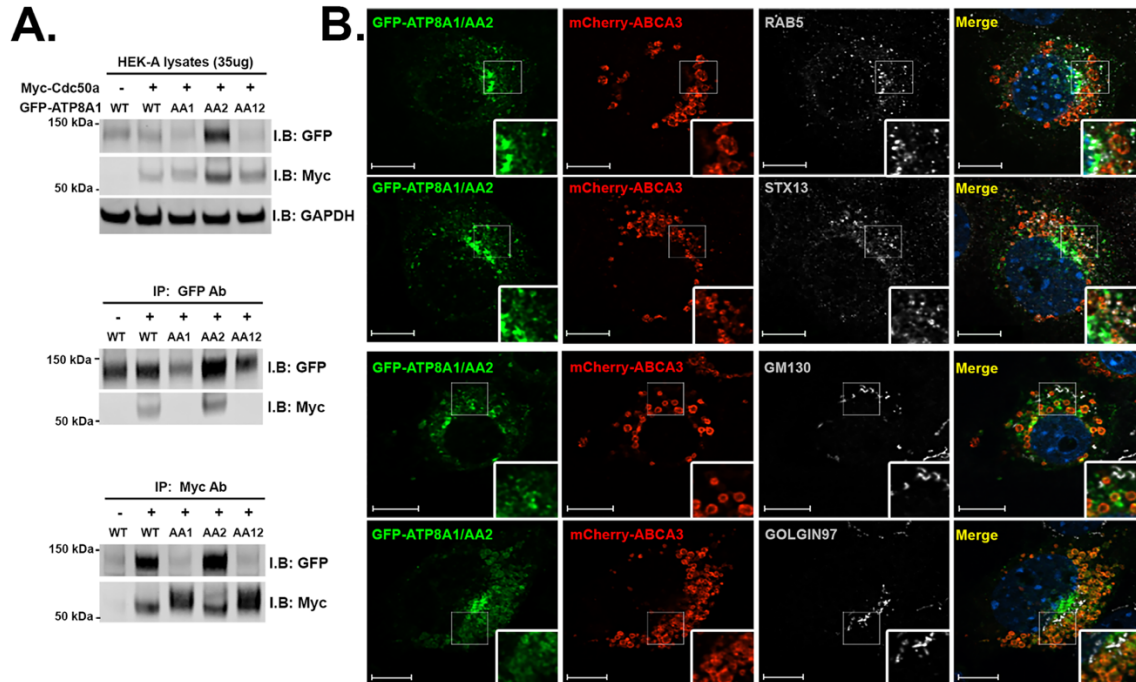 A.
HEK-A lysates (35ug)
Myc-Cdc50a - + + + +
GFP-ATP8A1 WT WT AA1 AA2 AA12
150 kDa
I.B: GFP
I.B: Myc
50 kDa
I.B: GAPDH
IP: GFP Ab
- + + + +
WT WT AA1 AA2 AA12
150 kDa
I.B: GFP
I.B: Myc
50 kDa
IP: Myc Ab
- + + + +
WT WT AA1 AA2 AA12
150 kDa
I.B: GFP
I.B: Myc
50 kDa
B.
GFP-ATP8A1/AA2 mCherry-ABCA3 RAB5 Merge
GFP-ATP8A1/AA2 mCherry-ABCA3 STX13 Merge
GFP-ATP8A1/AA2 mCherry-ABCA3 GM130 Merge
GFP-ATP8A1/AA2 mCherry-ABCA3 GOLGIN97 Merge